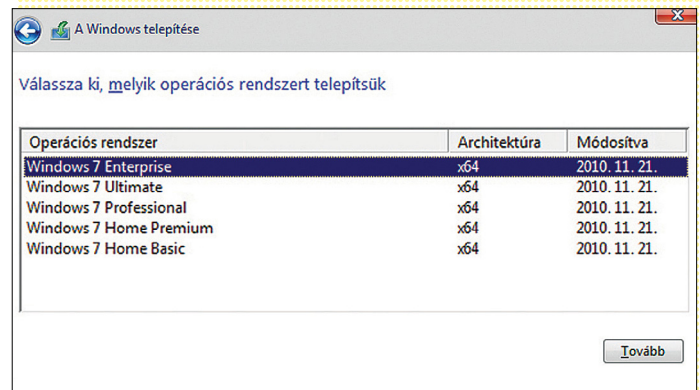 A Windows telepítése
Válassza ki, melyik operációs rendszert telepítsük
Operációs rendszer Architektúra Módosítva
Windows 7 Enterprise x64 2010. 11. 21.
Windows 7 Ultimate x64 2010. 11. 21.
Windows 7 Professional x64 2010. 11. 21.
Windows 7 Home Premium x64 2010. 11. 21.
Windows 7 Home Basic x64 2010. 11. 21.
Tovább